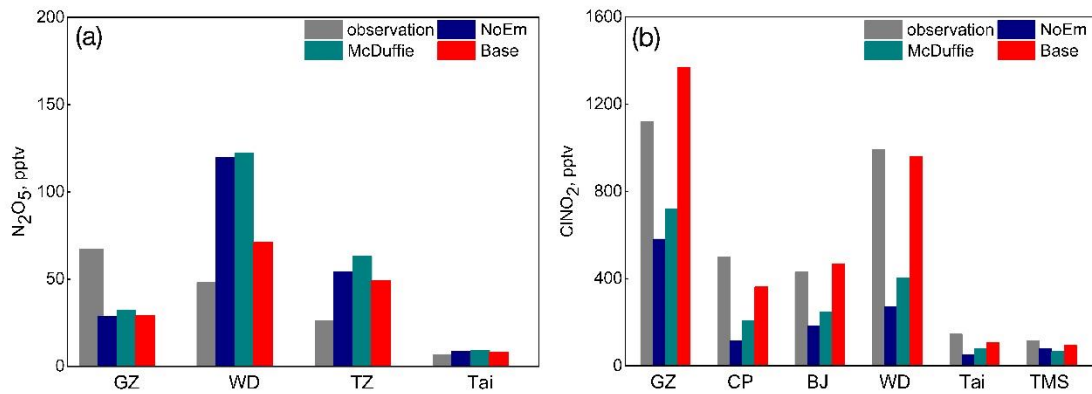 (a)
observation NoEm
McDuffie Base
N₂O₅, pptv
200
150
100
50
0
GZ WD TZ Tai
(b)
observation NoEm
McDuffie Base
ClNO₂, pptv
1600
1200
800
400
0
GZ CP BJ WD Tai TMS